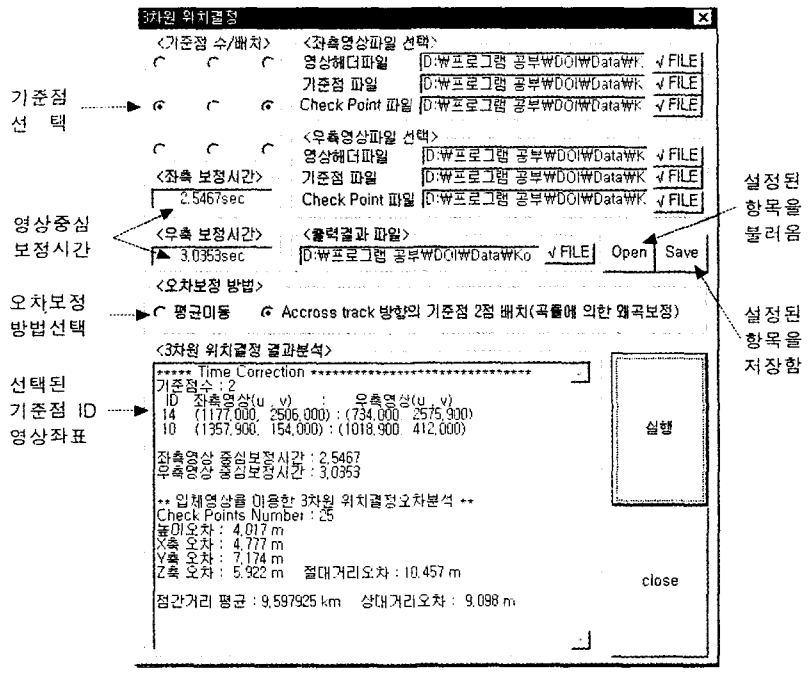 3차원 위치결정
<기준점 수/배치>
<좌측영상파일 선택>
영상헤더파일 D:₩프로그램 공부₩DOI₩Data₩K √ FILE
기준점 파일 D:₩프로그램 공부₩DOI₩Data₩K √ FILE
Check Point 파일 D:₩프로그램 공부₩DOI₩Data₩K √ FILE
<우측영상파일 선택>
영상헤더파일 D:₩프로그램 공부₩DOI₩Data₩K √ FILE
기준점 파일 D:₩프로그램 공부₩DOI₩Data₩K √ FILE
Check Point 파일 D:₩프로그램 공부₩DOI₩Data₩K √ FILE
<좌측 보정시간>
2.5467sec
<우측 보정시간>
3.0353sec
<출력결과 파일>
D:₩프로그램 공부₩DOI₩Data₩Ko √ FILE
Open
Save
<오차보정 방법>
평균이동
Accross track 방향의 기준점 2점 배치(곡률에 의한 왜곡보정)
<3차원 위치결정 결과분석>
***** Time Correction ******************************
기준점수 : 2
ID 좌측영상(u , v) : 우측영상(u , v)
14 (1177,000, 2506,000) : (734,000, 2575,900)
10 (1357,900, 154,000) : (1018,900, 412,000)
좌측영상 중심보정시간 : 2,5467
우측영상 중심보정시간 : 3,0353
** 입체영상을 이용한 3차원 위치결정오차분석 **
Check Points Number : 25
높이오차 : 4,017 m
X축 오차 : 4,777 m
Y축 오차 : 7,174 m
Z축 오차 : 5,922 m 절대거리오차 : 10,457 m
점간거리 평균 : 9,597925 km 상대거리오차 : 9,098 m
실행
close
기준점
선 택
영상중심
보정시간
오차보정
방법선택
선택된
기준점 ID
영상좌표
설정된
항목을
불러옴
설정된
항목을
저장함